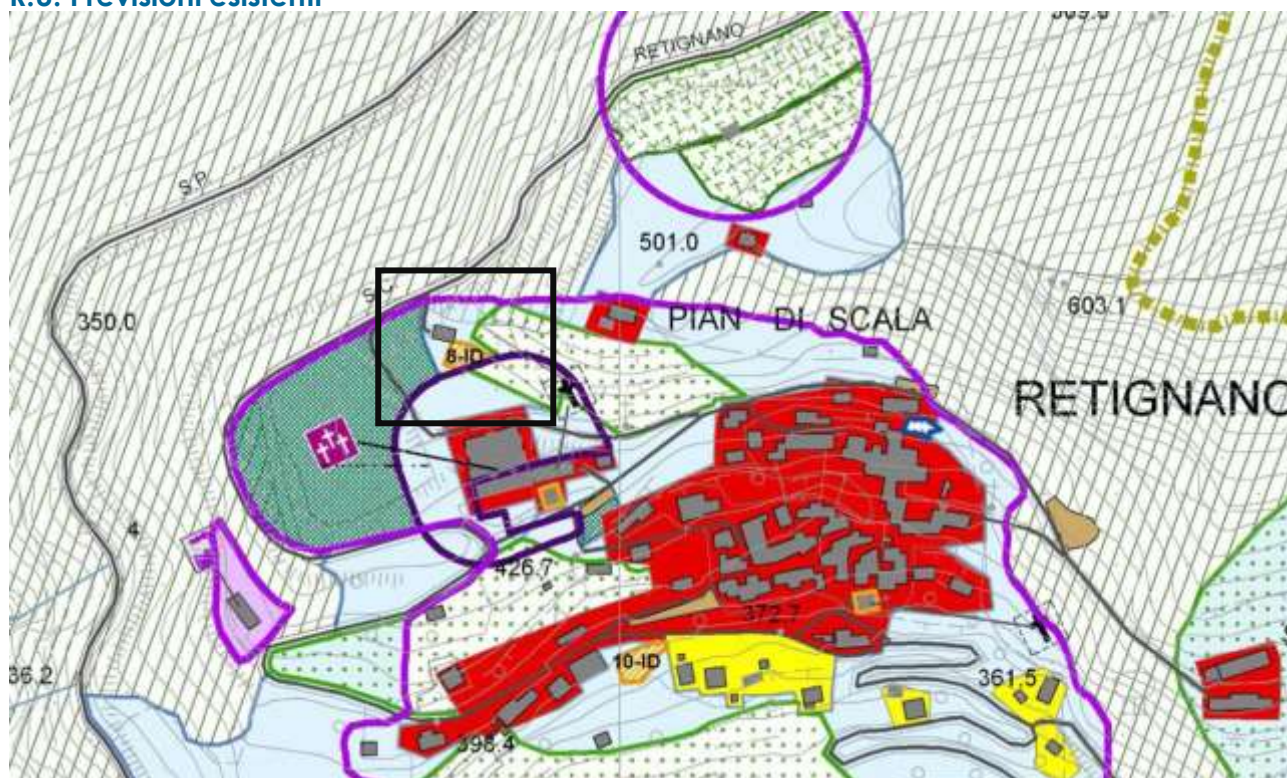 R.6. Previsioni esistenti
RETIGNANO
S.P.
501.0
S.C.
350.0
PIAN DI SCALA
603.1
8-ID
RETIGNANO
4
426.7
372.7
36.2
10-ID
361.5
398.4